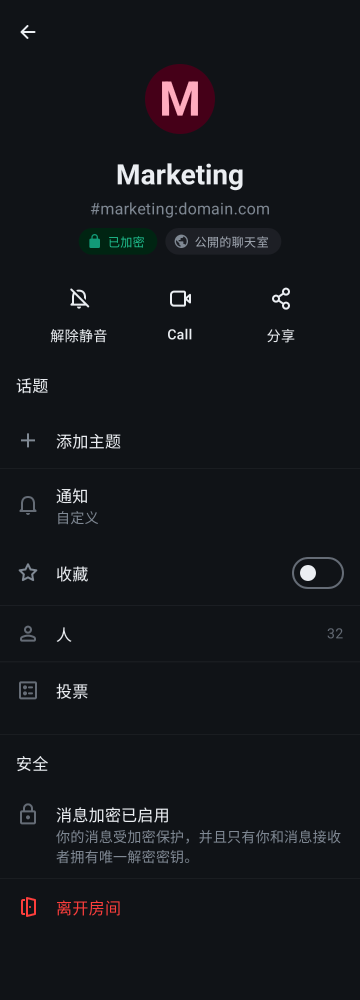 M
Marketing
#marketing:domain.com
已加密
公開的聊天室
解除静音
Call
分享
话题
添加主题
通知
自定义
收藏
人
32
投票
安全
消息加密已启用
你的消息受加密保护，并且只有你和消息接收
者拥有唯一解密密钥。
离开房间